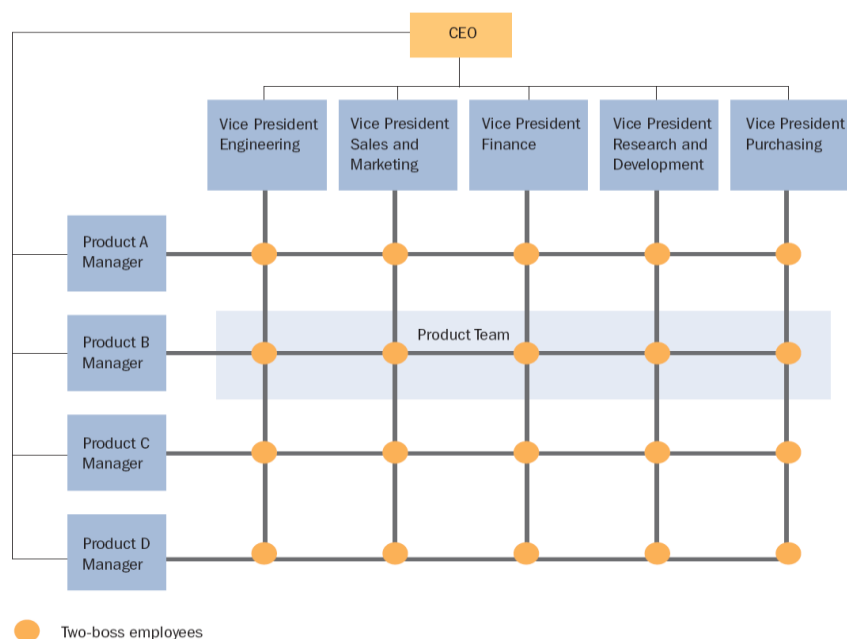 CEO
Vice President
Engineering
Vice President
Sales and
Marketing
Vice President
Finance
Vice President
Research and
Development
Vice President
Purchasing
Product A
Manager
Product B
Manager
Product Team
Product C
Manager
Product D
Manager
Two-boss employees